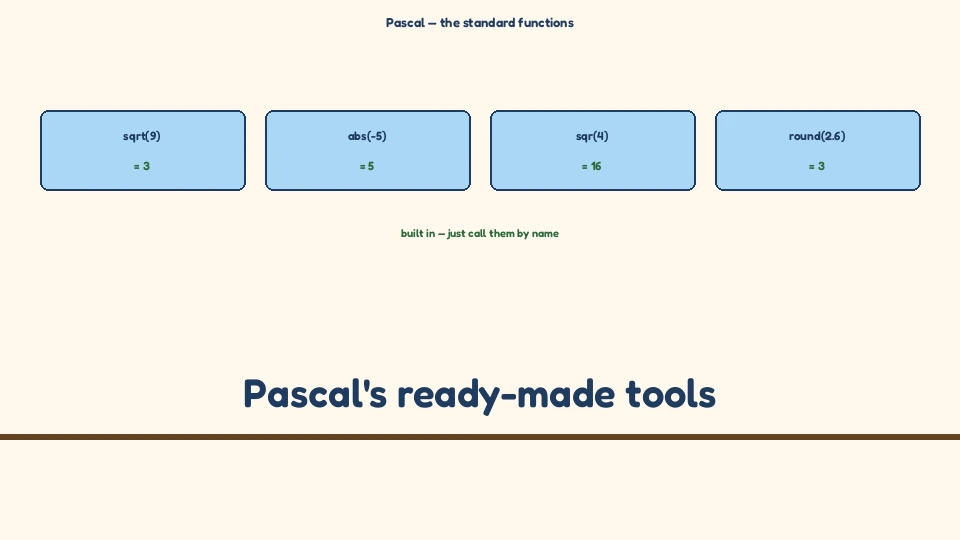 Pascal — the standard functions
sqrt(9)
= 3
abs(-5)
= 5
sqr(4)
= 16
round(2.6)
= 3
built in — just call them by name
Pascal's ready-made tools